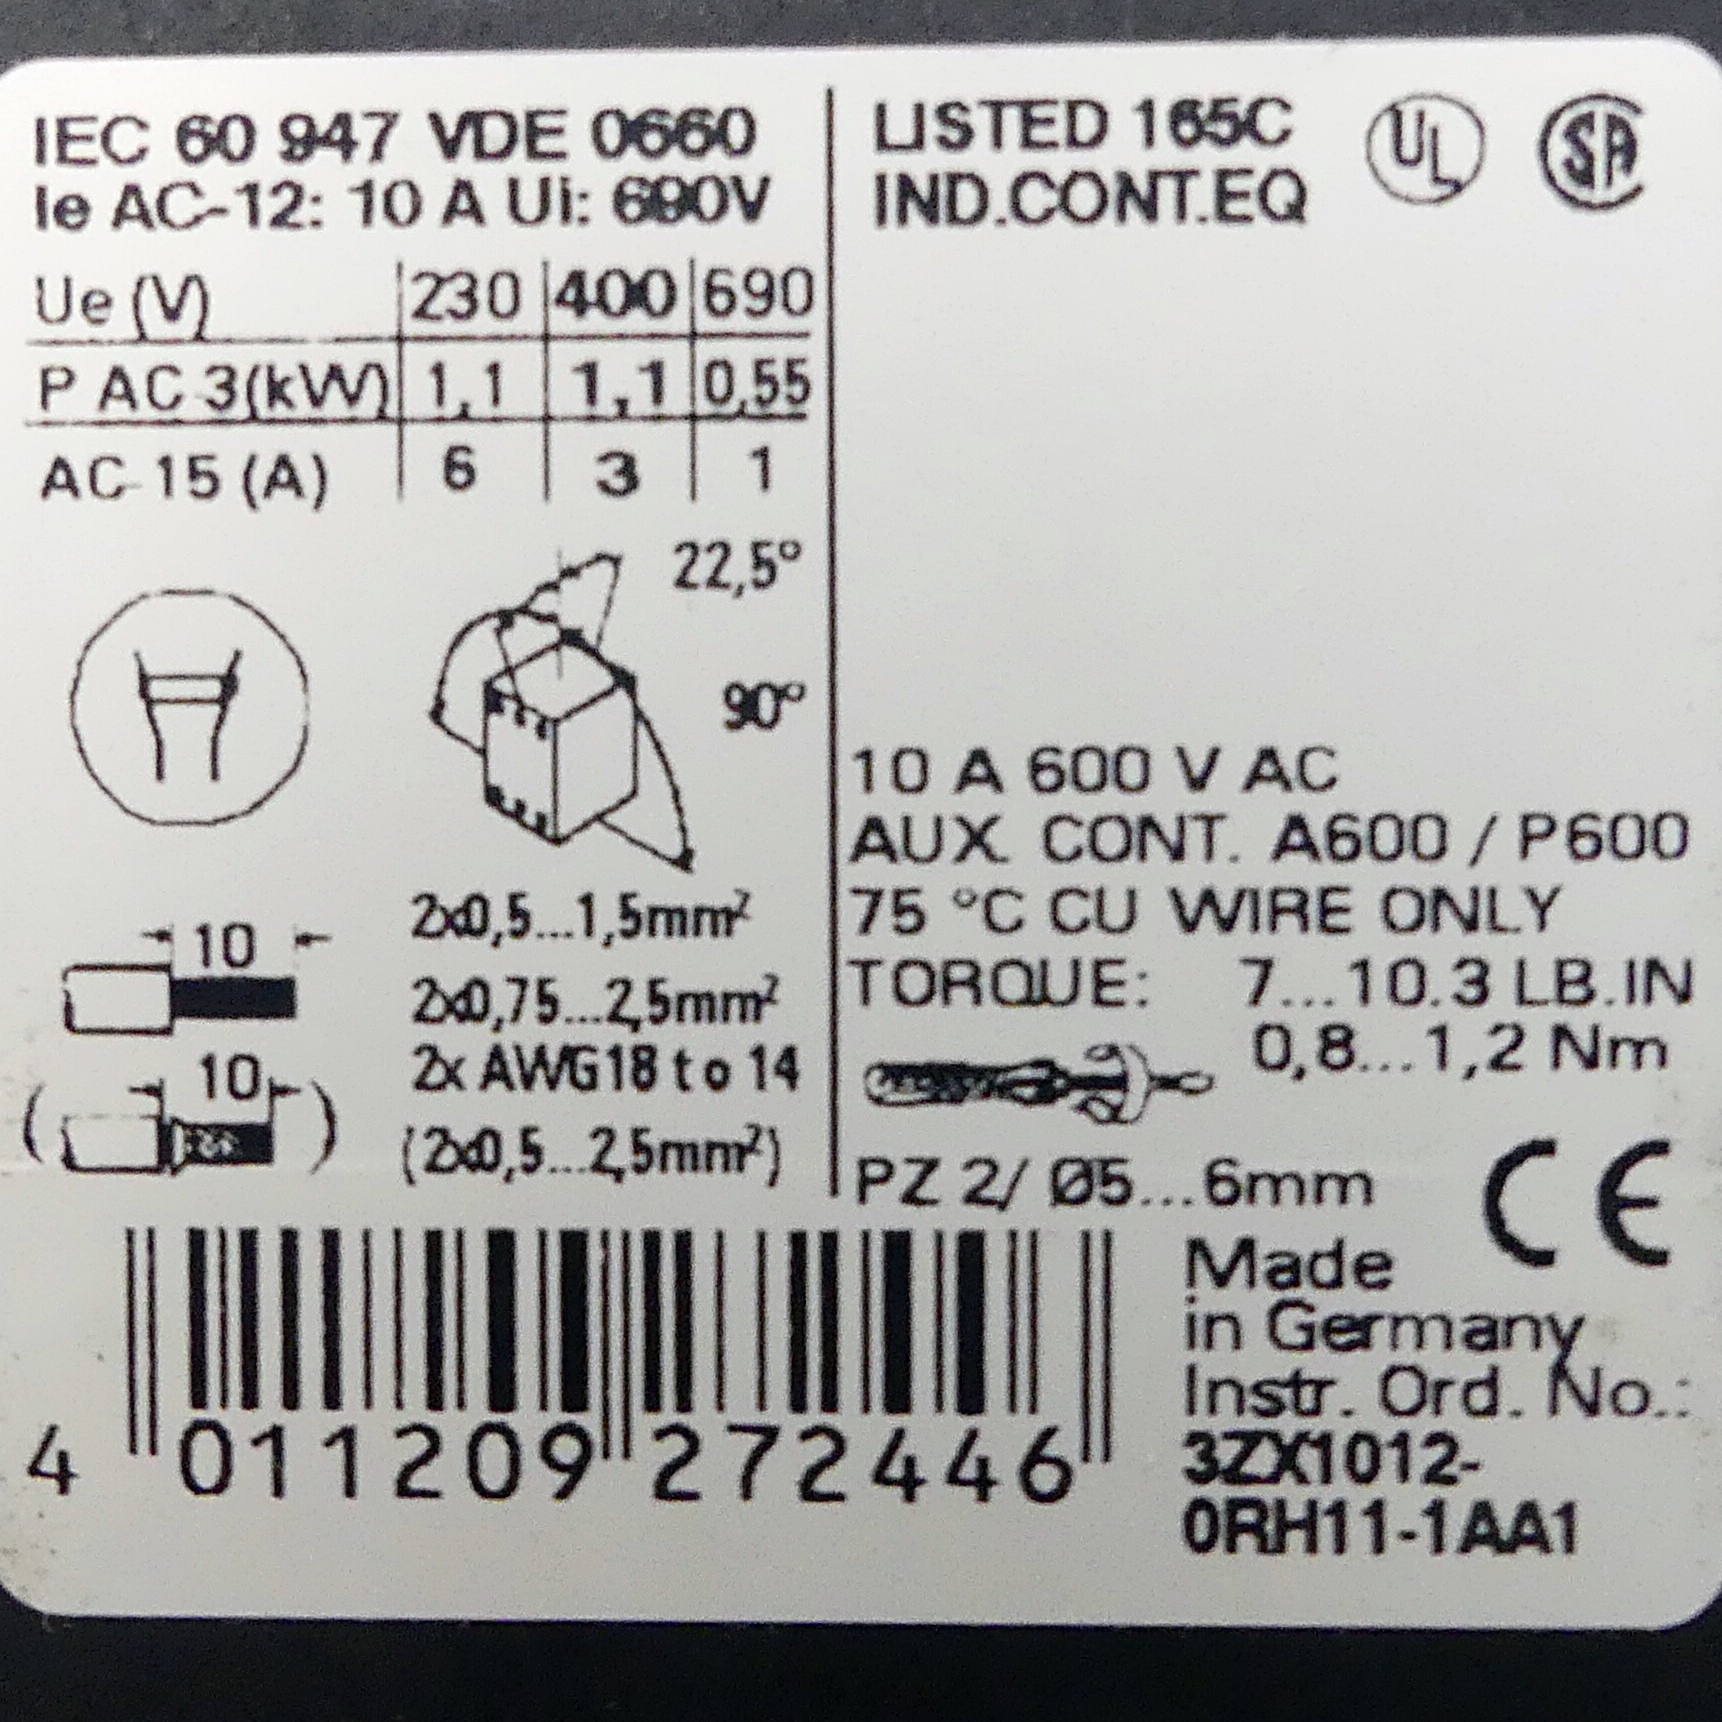 IEC 60 947 VDE 0660
Ie AC-12: 10 A Ui: 690V
Ue (V) 230 400 690
P AC 3(kW) 1,1 1,1 0,55
AC 15 (A) 6 3 1
22,5°
90°
10
2x0,5...1,5mm²
2x0,75...2,5mm²
2x AWG18 to 14
(10)
(2x0,5...2,5mm²)
LISTED 165C UL SA
IND.CONT.EQ
10 A 600 V AC
AUX. CONT. A600 / P600
75 °C CU WIRE ONLY
TORQUE: 7...10.3 LB.IN
0,8...1,2 Nm
PZ 2/ Ø5...6mm
CE
4 011209 272446
Made
in Germany
Instr. Ord. No.:
3ZX1012-
0RH11-1AA1